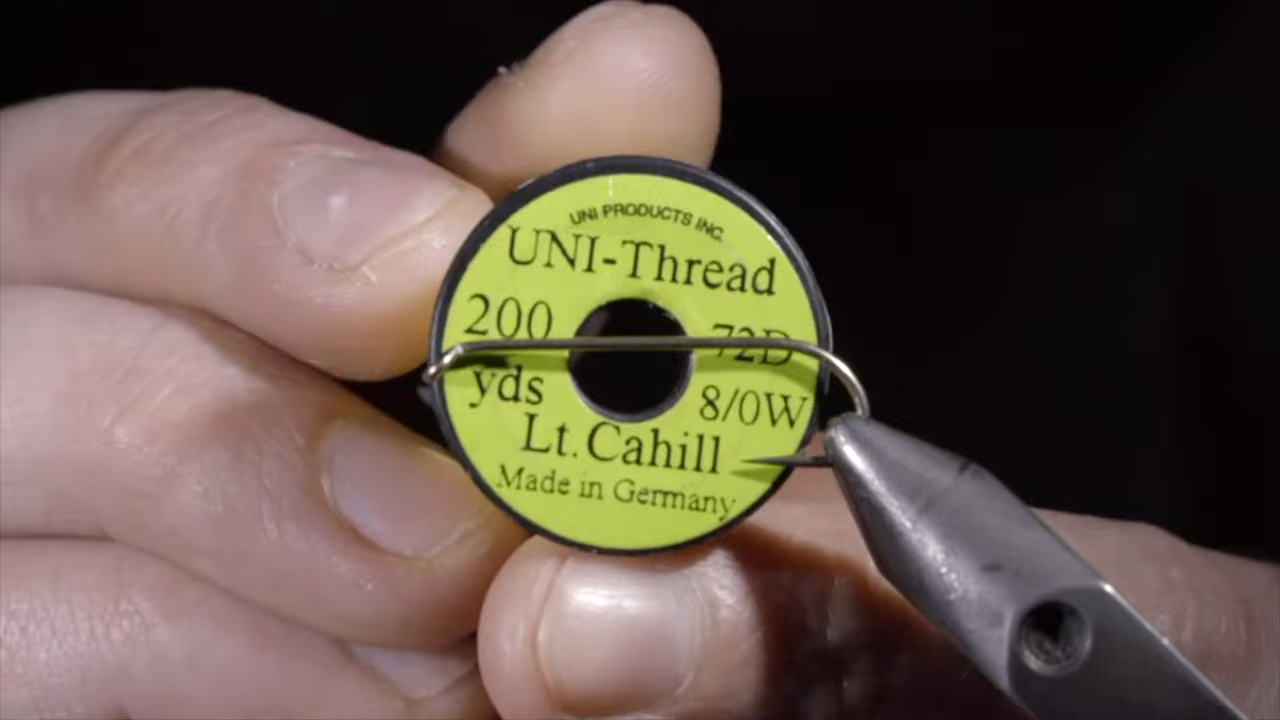 UNI PRODUCTS INC.
UNI-Thread
200 72D
yds 8/0W
Lt. Cahill
Made in Germany